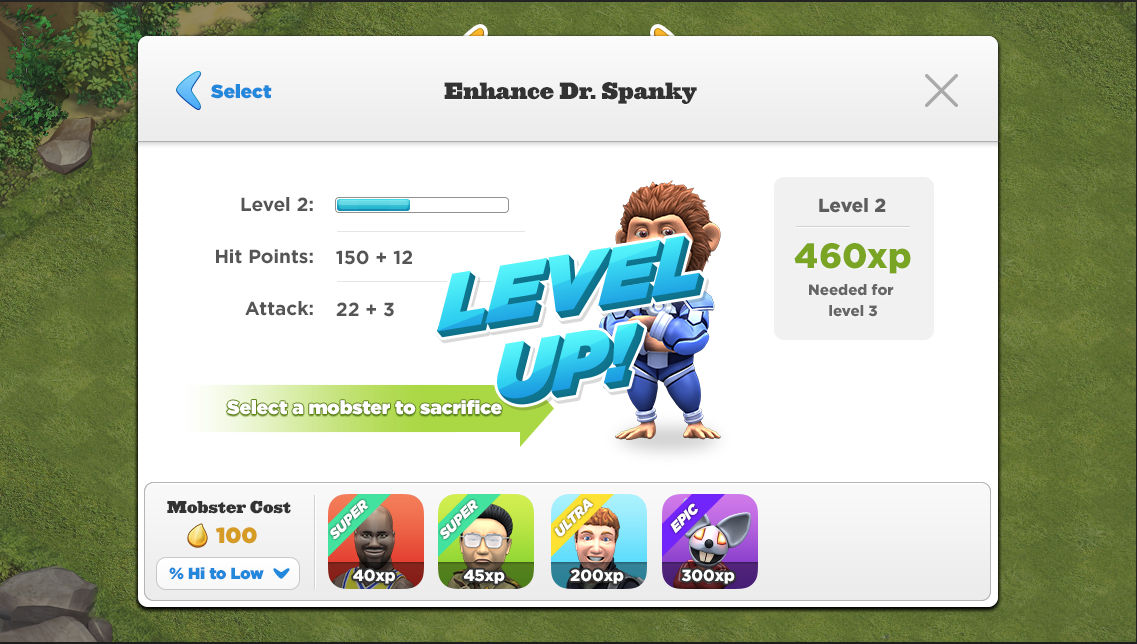 Select
Enhance Dr. Spanky
Level 2:
Hit Points: 150 + 12
Attack: 22 + 3
LEVEL
UP!
Select a mobster to sacrifice
Level 2
460xp
Needed for
level 3
Mobster Cost
100
% Hi to Low
SUPER
40xp
SUPER
45xp
ULTRA
200xp
EPIC
300xp